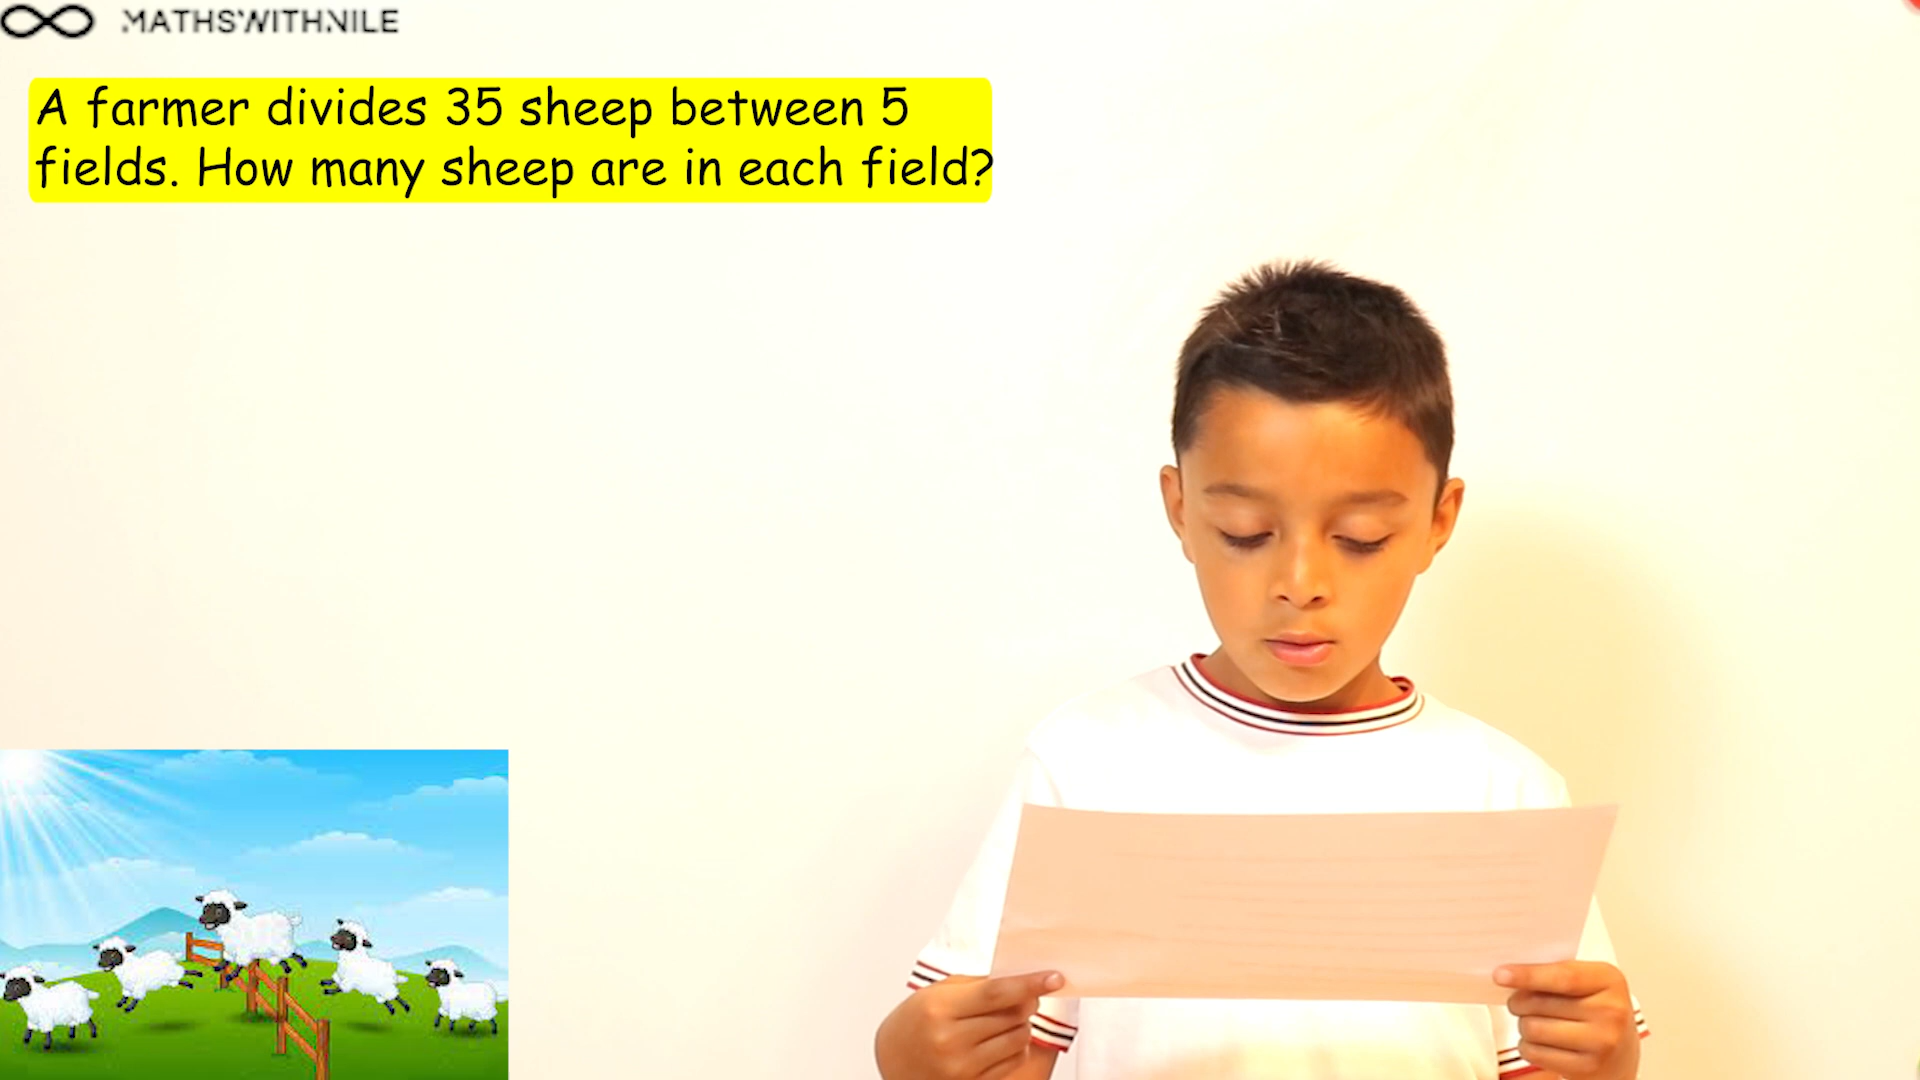 MATHSWITHNILE
A farmer divides 35 sheep between 5
fields. How many sheep are in each field?